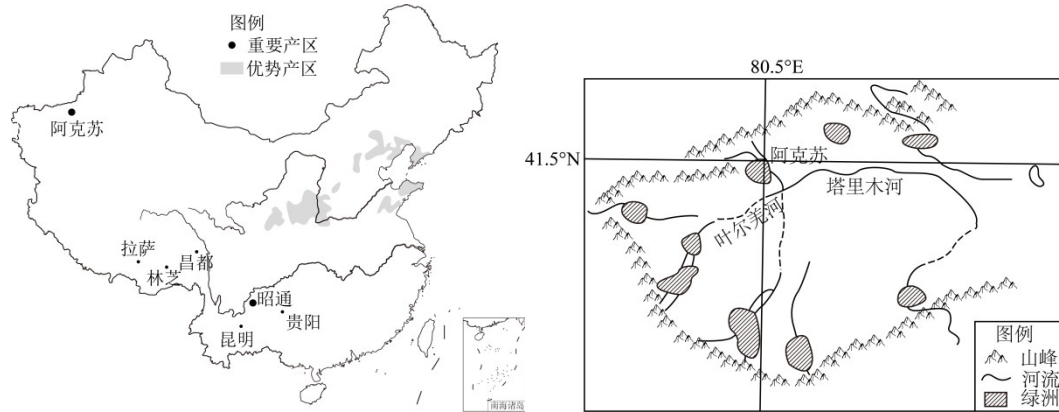 图例
重要产区
优势产区
阿克苏
拉萨
林芝
昌都
昭通
贵阳
昆明
南海诸岛
80.5°E
41.5°N
阿克苏
塔里木河
叶尔羌河
图例
山峰
河流
绿洲